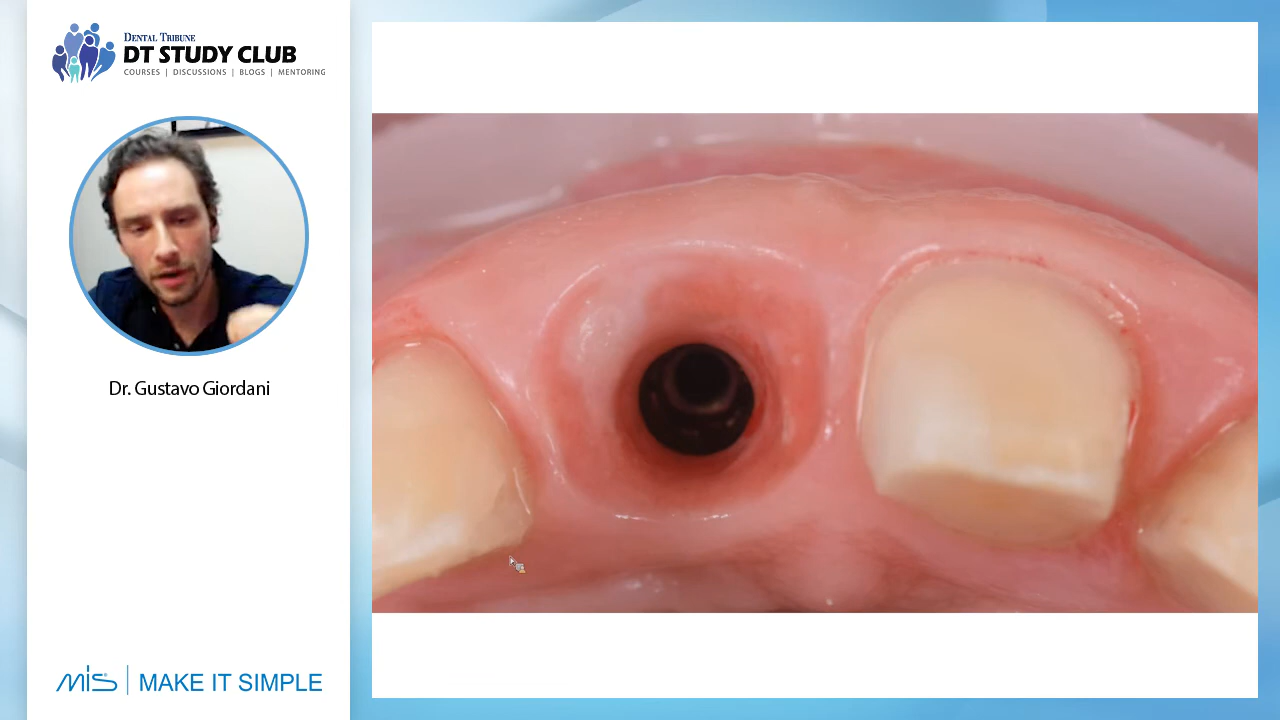 DENTAL TRIBUNE
DT STUDY CLUB
COURSES | DISCUSSIONS | BLOGS | MENTORING
Dr. Gustavo Giordani
mis® | MAKE IT SIMPLE